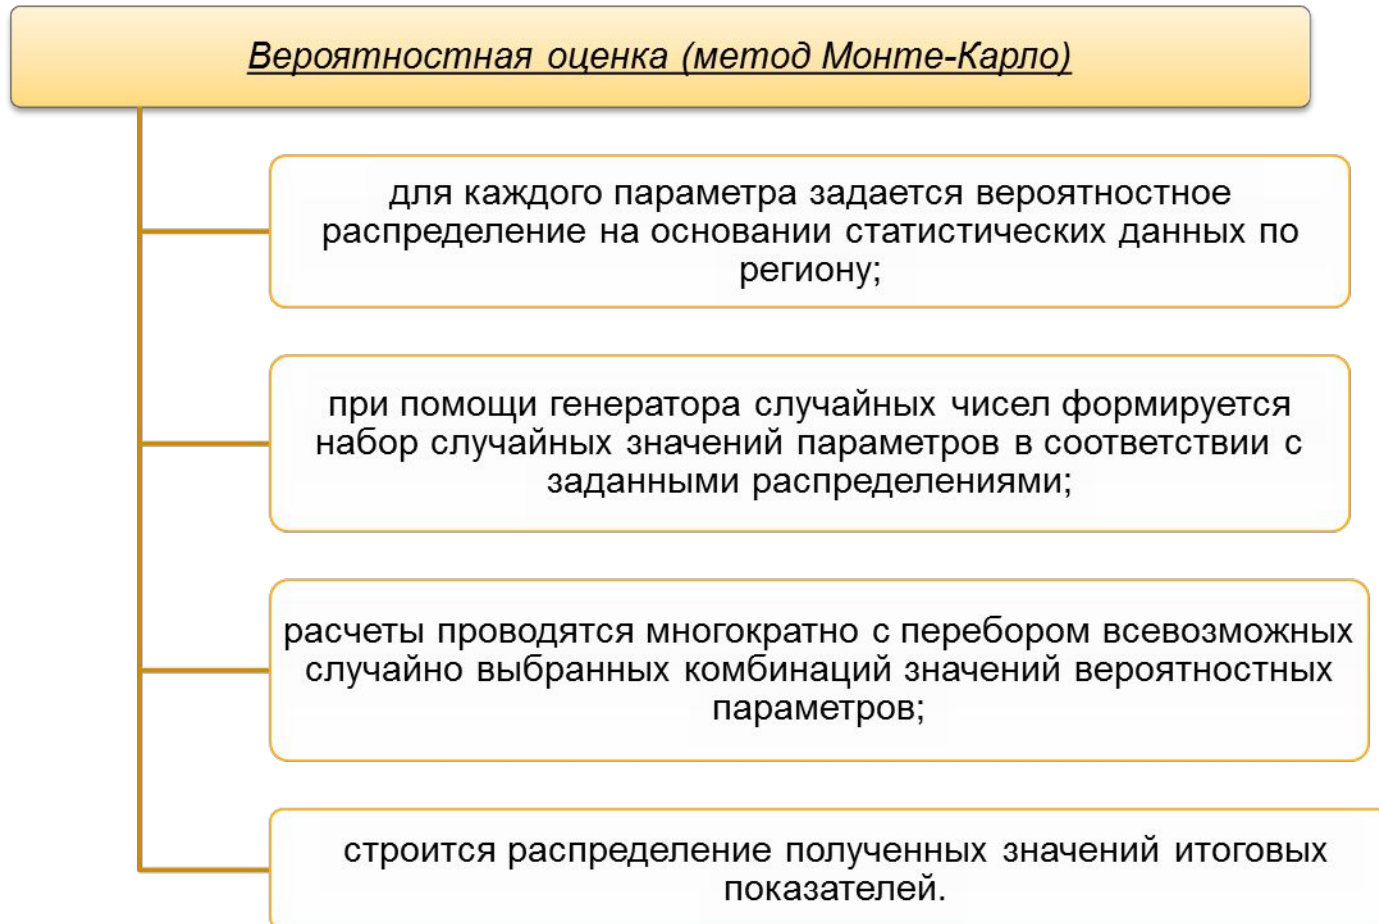 Вероятностная оценка (метод Монте-Карло)
для каждого параметра задается вероятностное
распределение на основании статистических данных по
региону;
при помощи генератора случайных чисел формируется
набор случайных значений параметров в соответствии с
заданными распределениями;
расчеты проводятся многократно с перебором всевозможных
случайно выбранных комбинаций значений вероятностных
параметров;
строится распределение полученных значений итоговых
показателей.